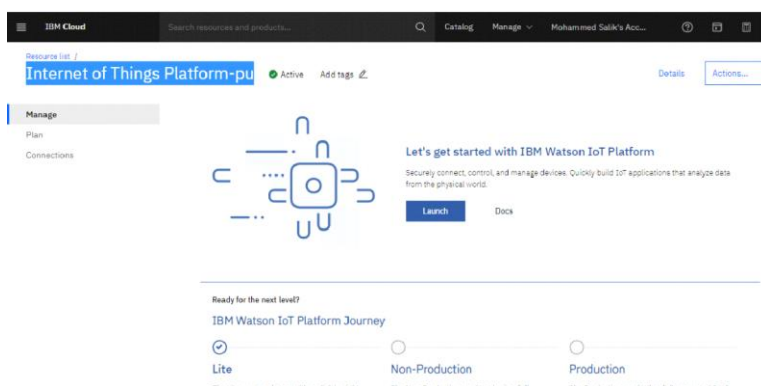 IBM Cloud
Search resources and products...
Catalog
Manage
Mohammed Salik's Acc...
Resource list /
Internet of Things Platform-pu
Active
Add tags
Details
Actions...
Manage
Plan
Connections
Let's get started with IBM Watson IoT Platform
Securely connect, control, and manage devices. Quickly build IoT applications that analyze data
from the physical world.
Launch
Docs
Ready for the next level?
IBM Watson IoT Platform Journey
Lite
Non-Production
Production